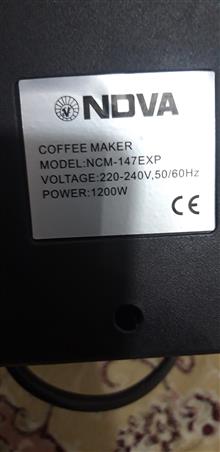 NOVA
COFFEE MAKER
MODEL:NCM-147EXP
VOLTAGE:220-240V,50/60Hz
POWER:1200W
CE